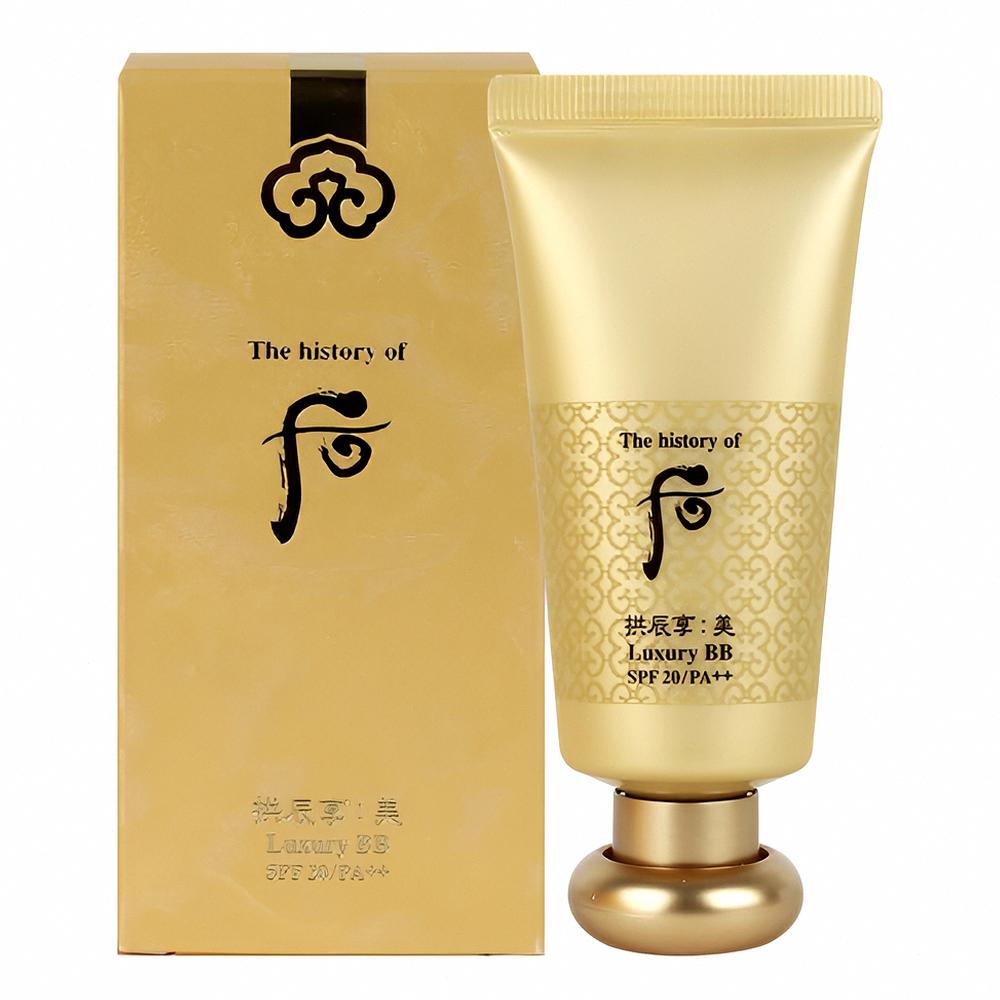 The history of
后
拱辰享:美
Luxury BB
SPF 20/PA++
The history of
后
拱辰享:美
Luxury BB
SPF 20/PA++